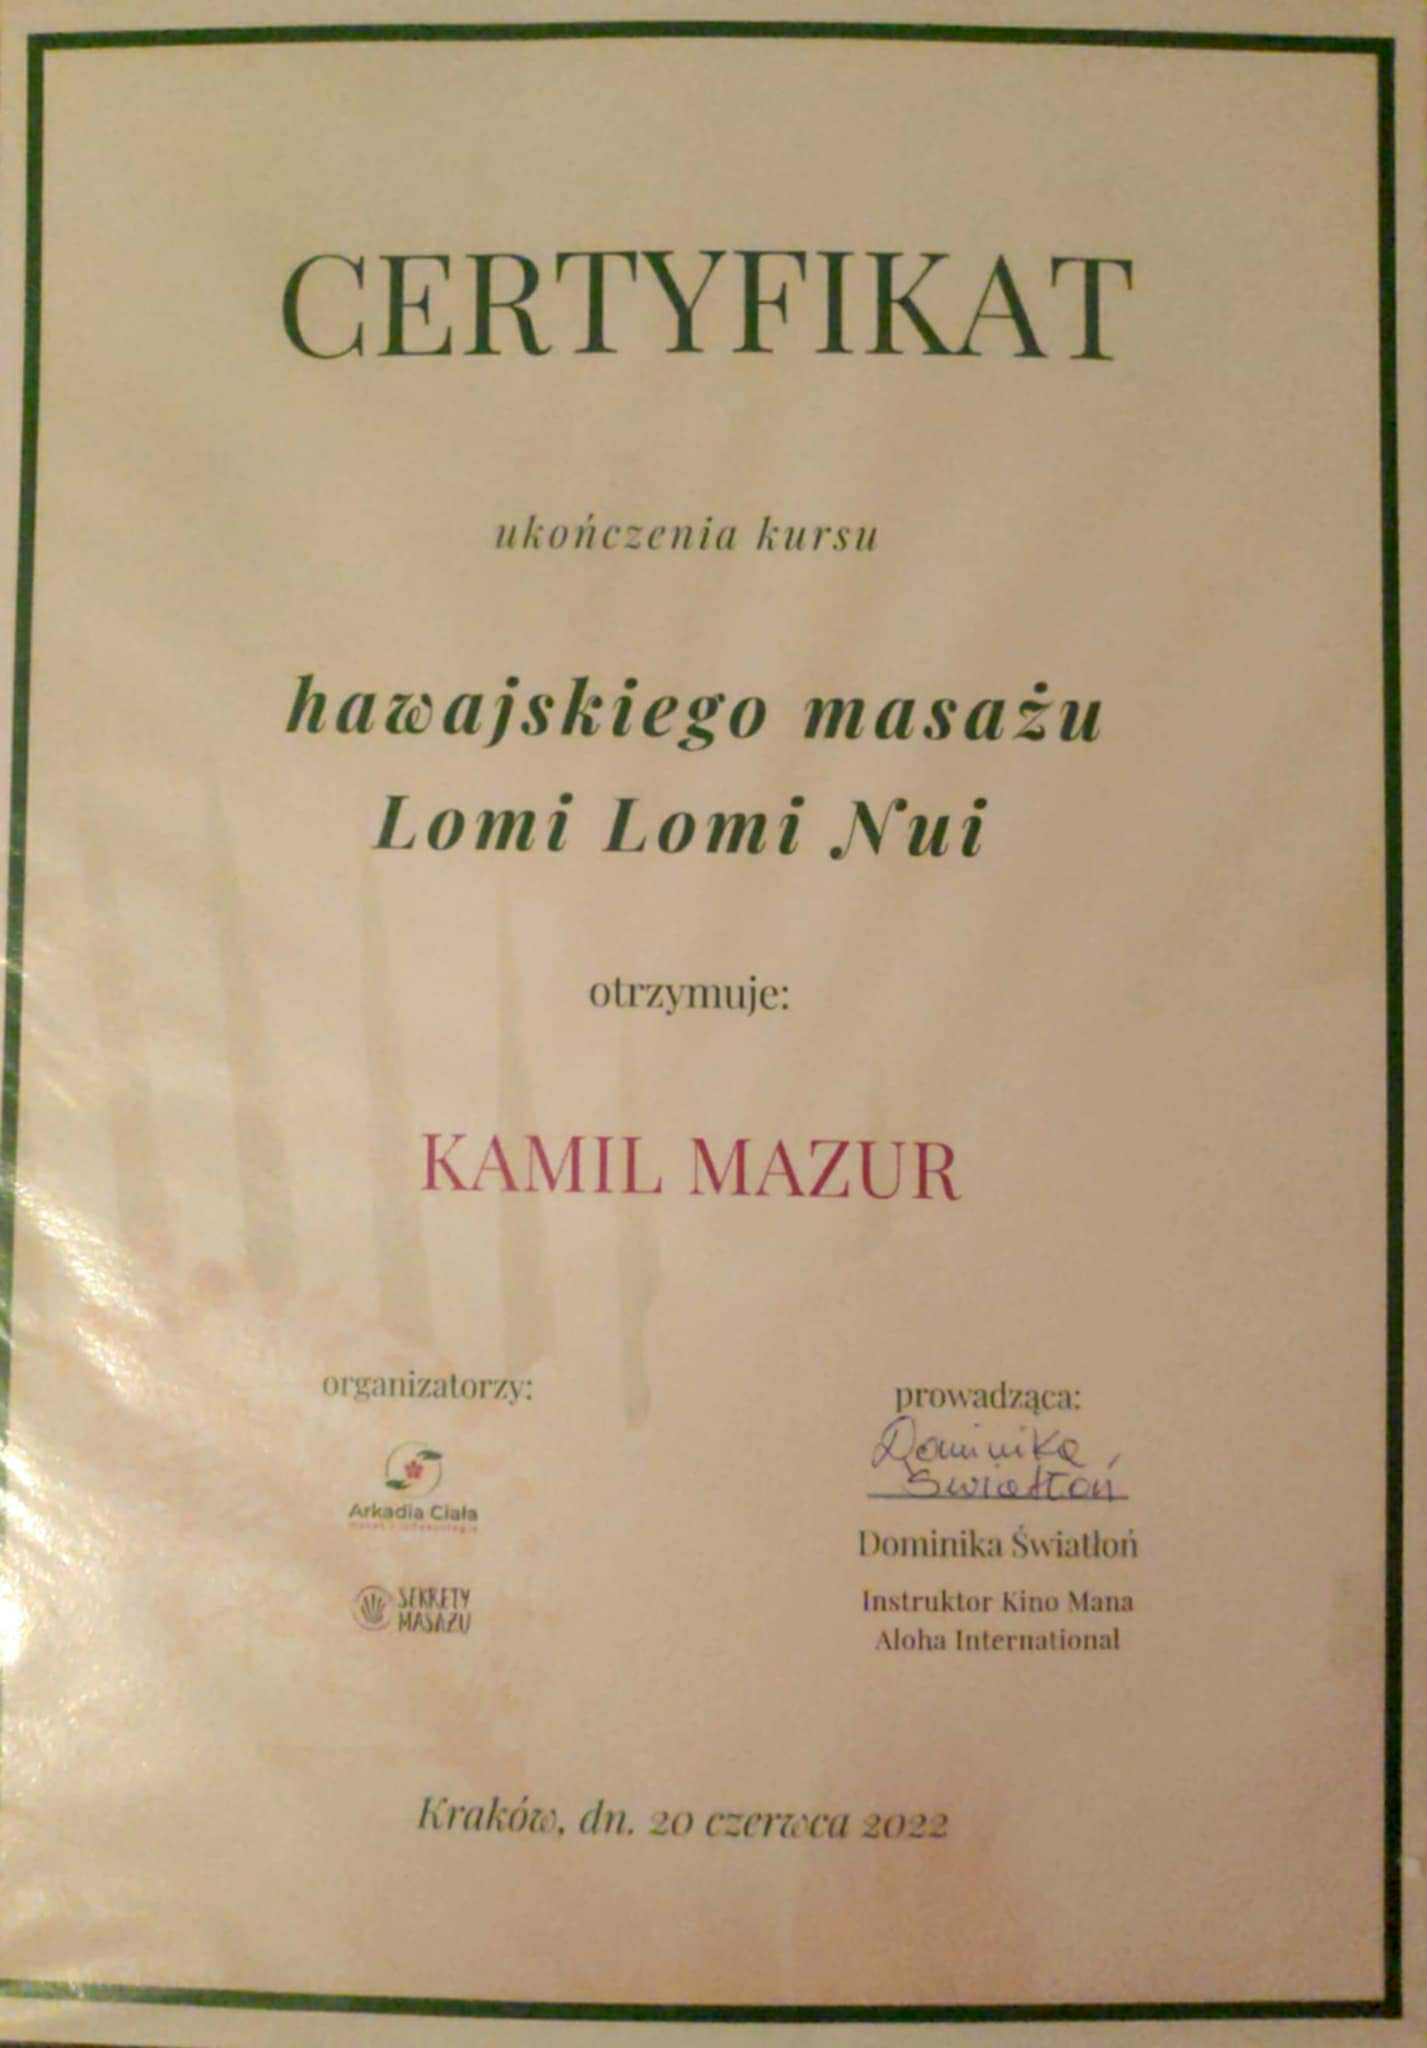 CERTYFIKAT
ukończenia kursu
hawajskiego masażu
Lomi Lomi Nui
otrzymuje:
KAMIL MAZUR
organizatorzy:
Arkadia Ciała
SEKRETY
MASAŻU
prowadząca:
Dominika
Światłoń
Dominika Światłoń
Instruktor Kino Mana
Aloha International
Kraków, dn. 20 czerwca 2022